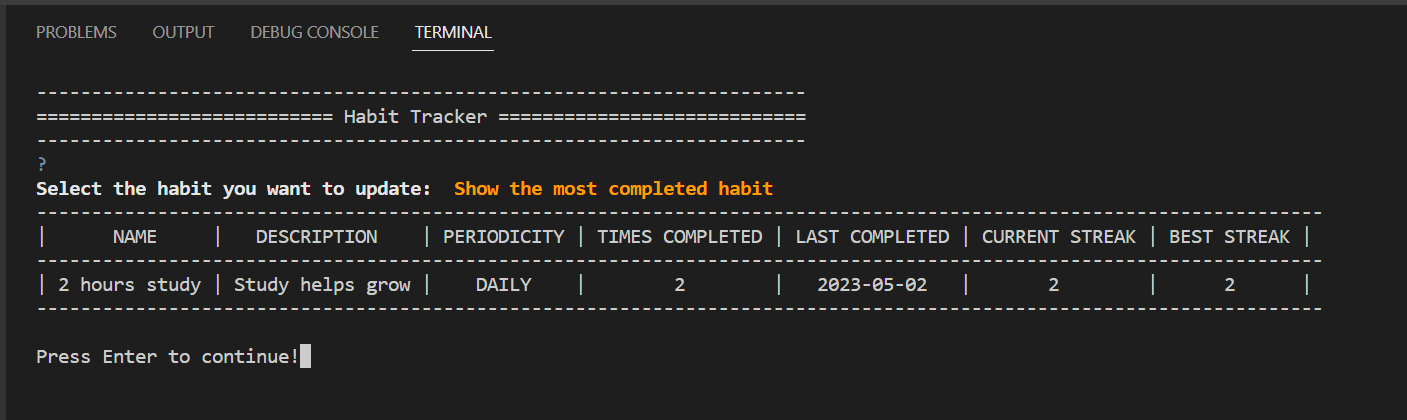 PROBLEMS OUTPUT DEBUG CONSOLE TERMINAL
----------------------------------------------------------------------
=========================== Habit Tracker ============================
----------------------------------------------------------------------
?
Select the habit you want to update:  Show the most completed habit
---------------------------------------------------------------------------------------------------------------------
|      NAME     |   DESCRIPTION    | PERIODICITY | TIMES COMPLETED | LAST COMPLETED | CURRENT STREAK | BEST STREAK |
---------------------------------------------------------------------------------------------------------------------
| 2 hours study | Study helps grow |    DAILY    |        2        |   2023-05-02   |       2        |      2      |
---------------------------------------------------------------------------------------------------------------------
Press Enter to continue!